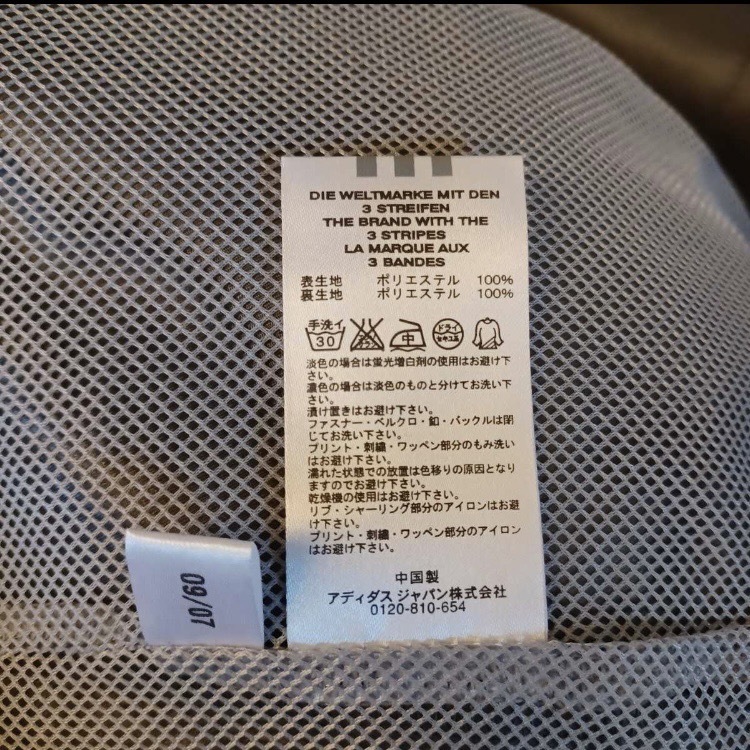 DIE WELTMARKE MIT DEN
3 STREIFEN
THE BRAND WITH THE
3 STRIPES
LA MARQUE AUX
3 BANDES
表生地 ポリエステル 100%
裏生地 ポリエステル 100%
手洗イ
30
中
ドライ
セキユ系
淡色の場合は蛍光増白剤の使用はお避け下
さい。
濃色の場合は淡色のものと分けてお洗い下
さい。
漬け置きはお避け下さい。
ファスナー・ベルクロ・釦・バックルは閉
じてお洗い下さい。
プリント・刺繍・ワッペン部分のもみ洗い
はお避け下さい。
濡れた状態での放置は色移りの原因となり
ますのでお避け下さい。
乾燥機の使用はお避け下さい。
リブ・シャーリング部分のアイロンはお避
け下さい。
プリント・刺繍・ワッペン部分のアイロン
はお避け下さい。
中国製
アディダス ジャパン株式会社
0120-810-654
09/07